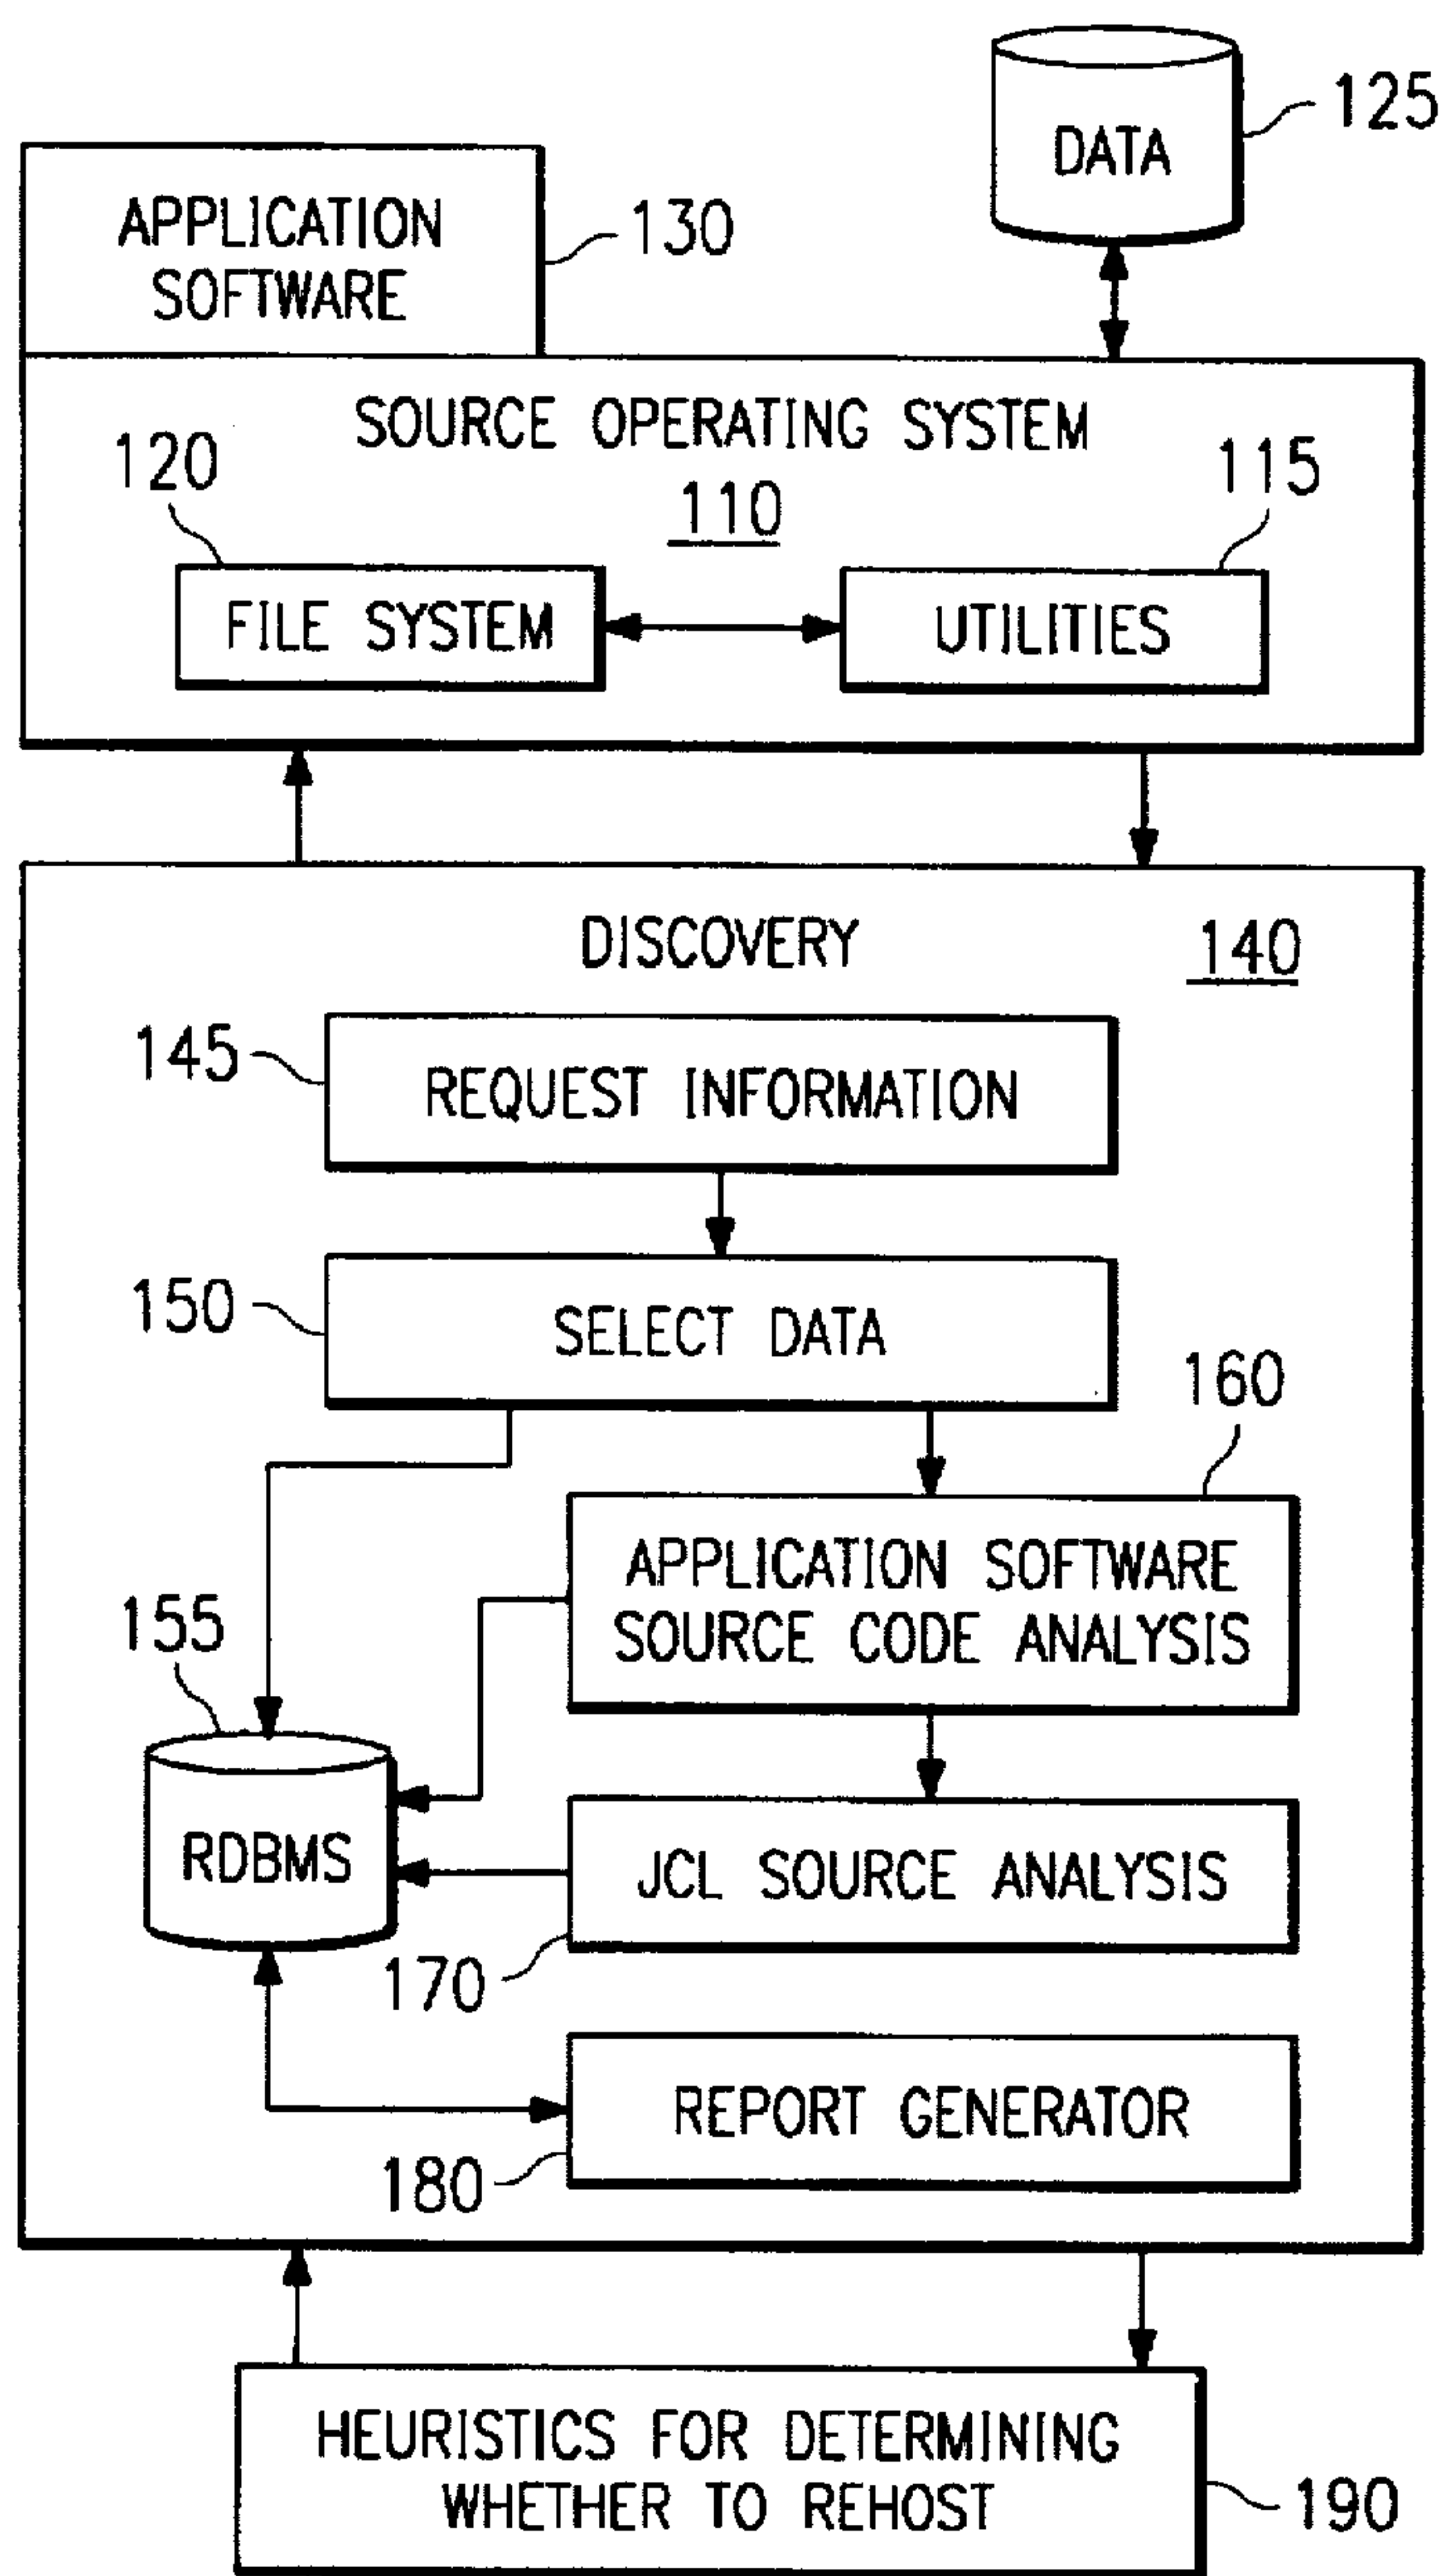 DATA
125
APPLICATION
SOFTWARE
130
SOURCE OPERATING SYSTEM
110
120
115
FILE SYSTEM
UTILITIES
DISCOVERY
140
145
REQUEST INFORMATION
150
SELECT DATA
160
APPLICATION SOFTWARE
SOURCE CODE ANALYSIS
155
RDBMS
JCL SOURCE ANALYSIS
170
REPORT GENERATOR
180
HEURISTICS FOR DETERMINING
WHETHER TO REHOST
190